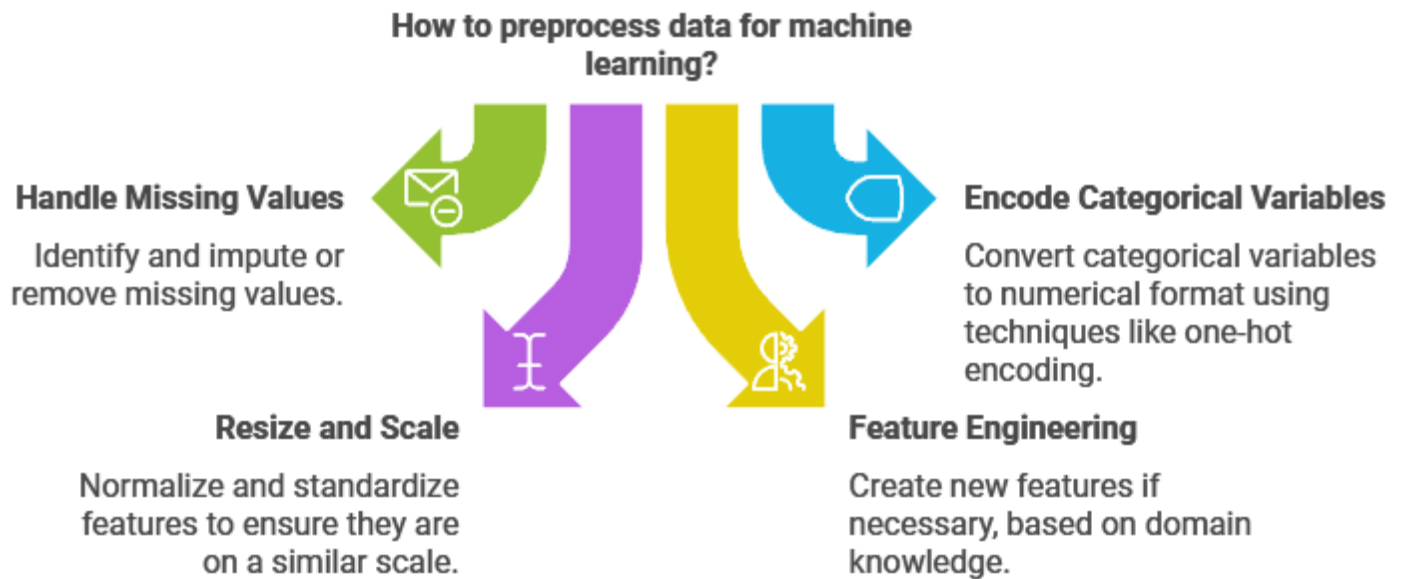 How to preprocess data for machine
learning?
Handle Missing Values
Identify and impute or
remove missing values.
Resize and Scale
Normalize and standardize
features to ensure they are
on a similar scale.
Feature Engineering
Create new features if
necessary, based on domain
knowledge.
Encode Categorical Variables
Convert categorical variables
to numerical format using
techniques like one-hot
encoding.